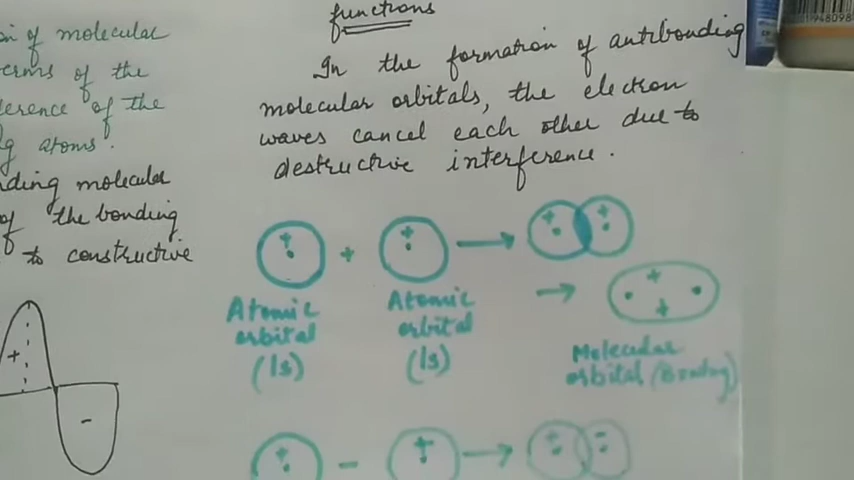 functions
In the formation of antibonding
molecular orbitals, the electron
waves cancel each other due to
destructive interference.
of molecular
of the
of the
atoms.
molecular
of the bonding
to constructive
+
-
+ + + → + +
→ + +
Atomic
orbital
(1s)
Atomic
orbital
(1s)
Molecular
orbital (Bonding)
+ - + → + -